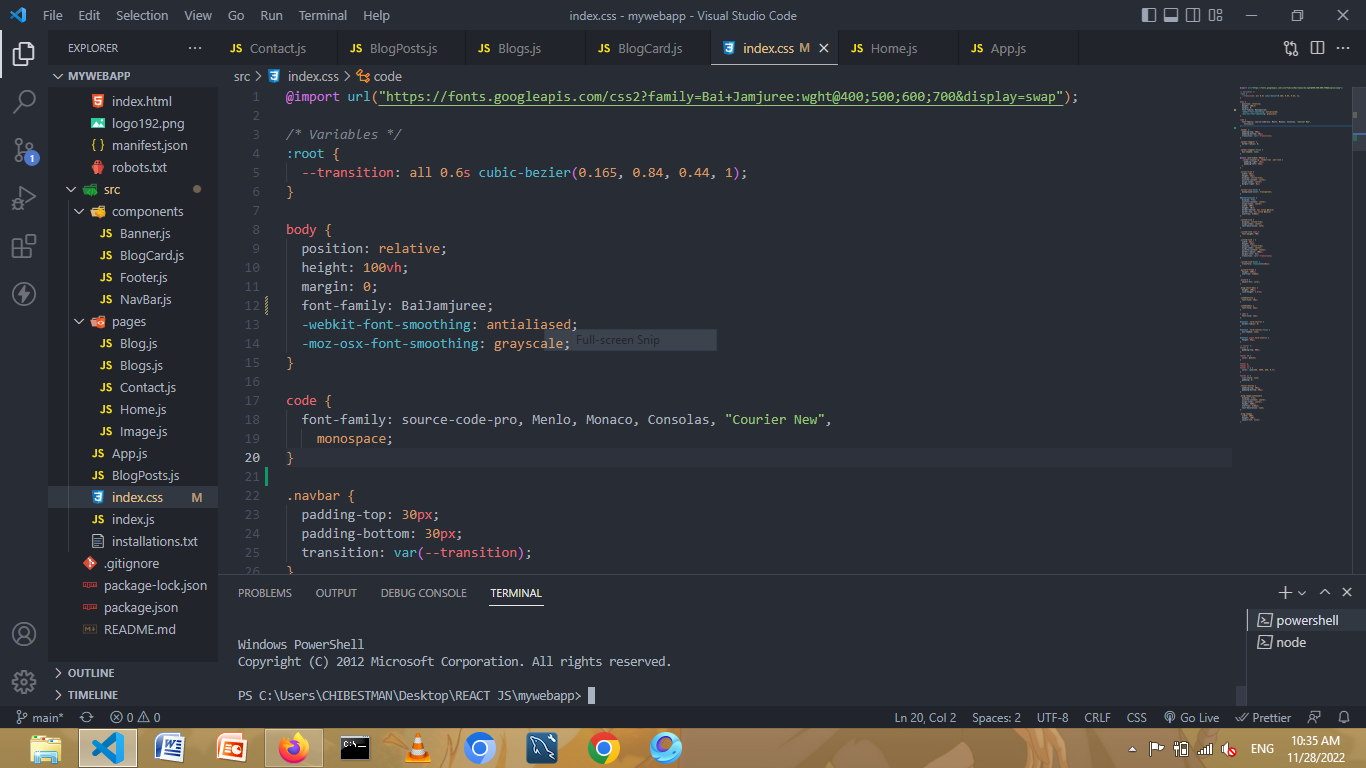 File Edit Selection View Go Run Terminal Help index.css - mywebapp - Visual Studio Code
EXPLORER
Contact.js BlogPosts.js Blogs.js BlogCard.js index.css M Home.js App.js
MYWEBAPP
index.html
logo192.png
manifest.json
robots.txt
src
components
Banner.js
BlogCard.js
Footer.js
NavBar.js
pages
Blog.js
Blogs.js
Contact.js
Home.js
Image.js
App.js
BlogPosts.js
index.css M
index.js
installations.txt
.gitignore
package-lock.json
package.json
README.md
OUTLINE
TIMELINE
src > index.css > code
1 @import url("https://fonts.googleapis.com/css2?family=Bai+Jamjuree:wght@400;500;600;700&display=swap");
2
3 /* Variables */
4 :root {
5 --transition: all 0.6s cubic-bezier(0.165, 0.84, 0.44, 1);
6 }
7
8 body {
9 position: relative;
10 height: 100vh;
11 margin: 0;
12 font-family: BaiJamjuree;
13 -webkit-font-smoothing: antialiased;
14 -moz-osx-font-smoothing: grayscale;
Full-screen Snip
15 }
16
17 code {
18 font-family: source-code-pro, Menlo, Monaco, Consolas, "Courier New",
19 monospace;
20 }
21
22 .navbar {
23 padding-top: 30px;
24 padding-bottom: 30px;
25 transition: var(--transition);
26 }
PROBLEMS OUTPUT DEBUG CONSOLE TERMINAL
Windows PowerShell
Copyright (C) 2012 Microsoft Corporation. All rights reserved.
PS C:\Users\CHIBESTMAN\Desktop\REACT JS\mywebapp>
powershell
node
main* 0 0 Ln 20, Col 2 Spaces: 2 UTF-8 CRLF CSS Go Live Prettier
ENG
10:35 AM
11/28/2022